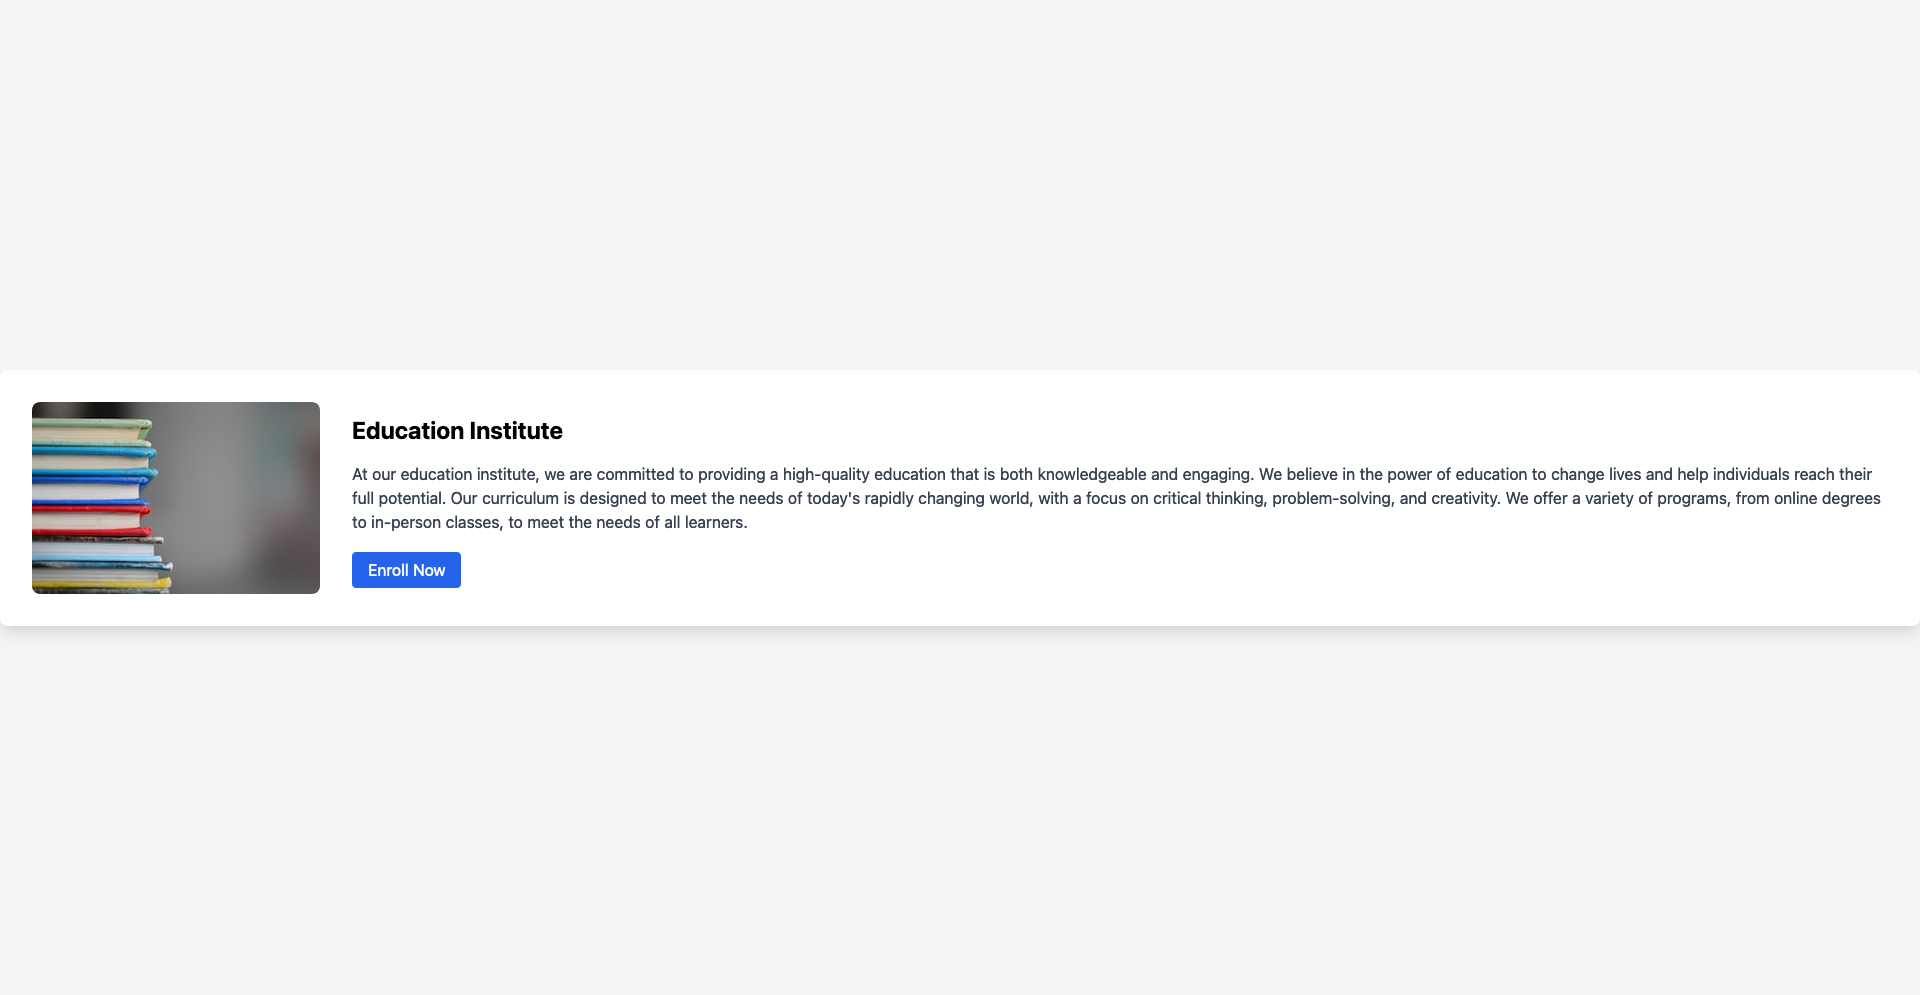 Education Institute
At our education institute, we are committed to providing a high-quality education that is both knowledgeable and engaging. We believe in the power of education to change lives and help individuals reach their
full potential. Our curriculum is designed to meet the needs of today's rapidly changing world, with a focus on critical thinking, problem-solving, and creativity. We offer a variety of programs, from online degrees
to in-person classes, to meet the needs of all learners.
Enroll Now